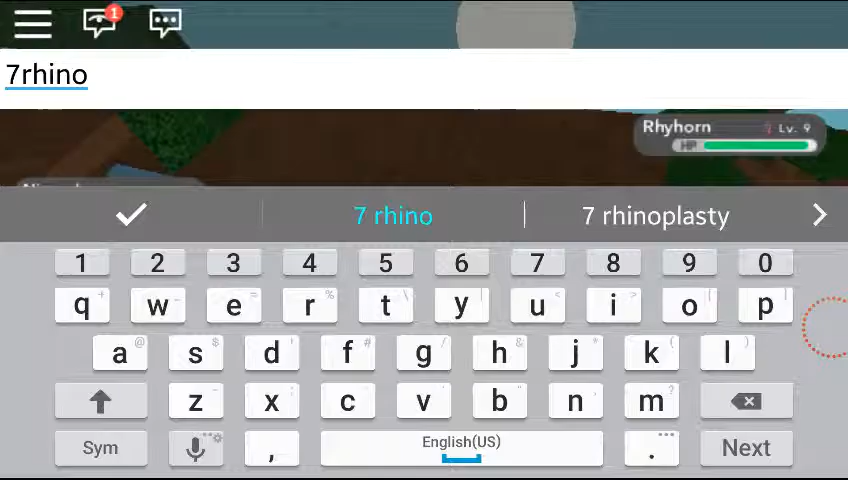 1
7rhino
Rhyhorn Lv. 9
HP
7 rhino 7 rhinoplasty
1 2 3 4 5 6 7 8 9 0
q w e r t y u i o p
a s d f g h j k l
z x c v b n m
Sym , English(US) . Next